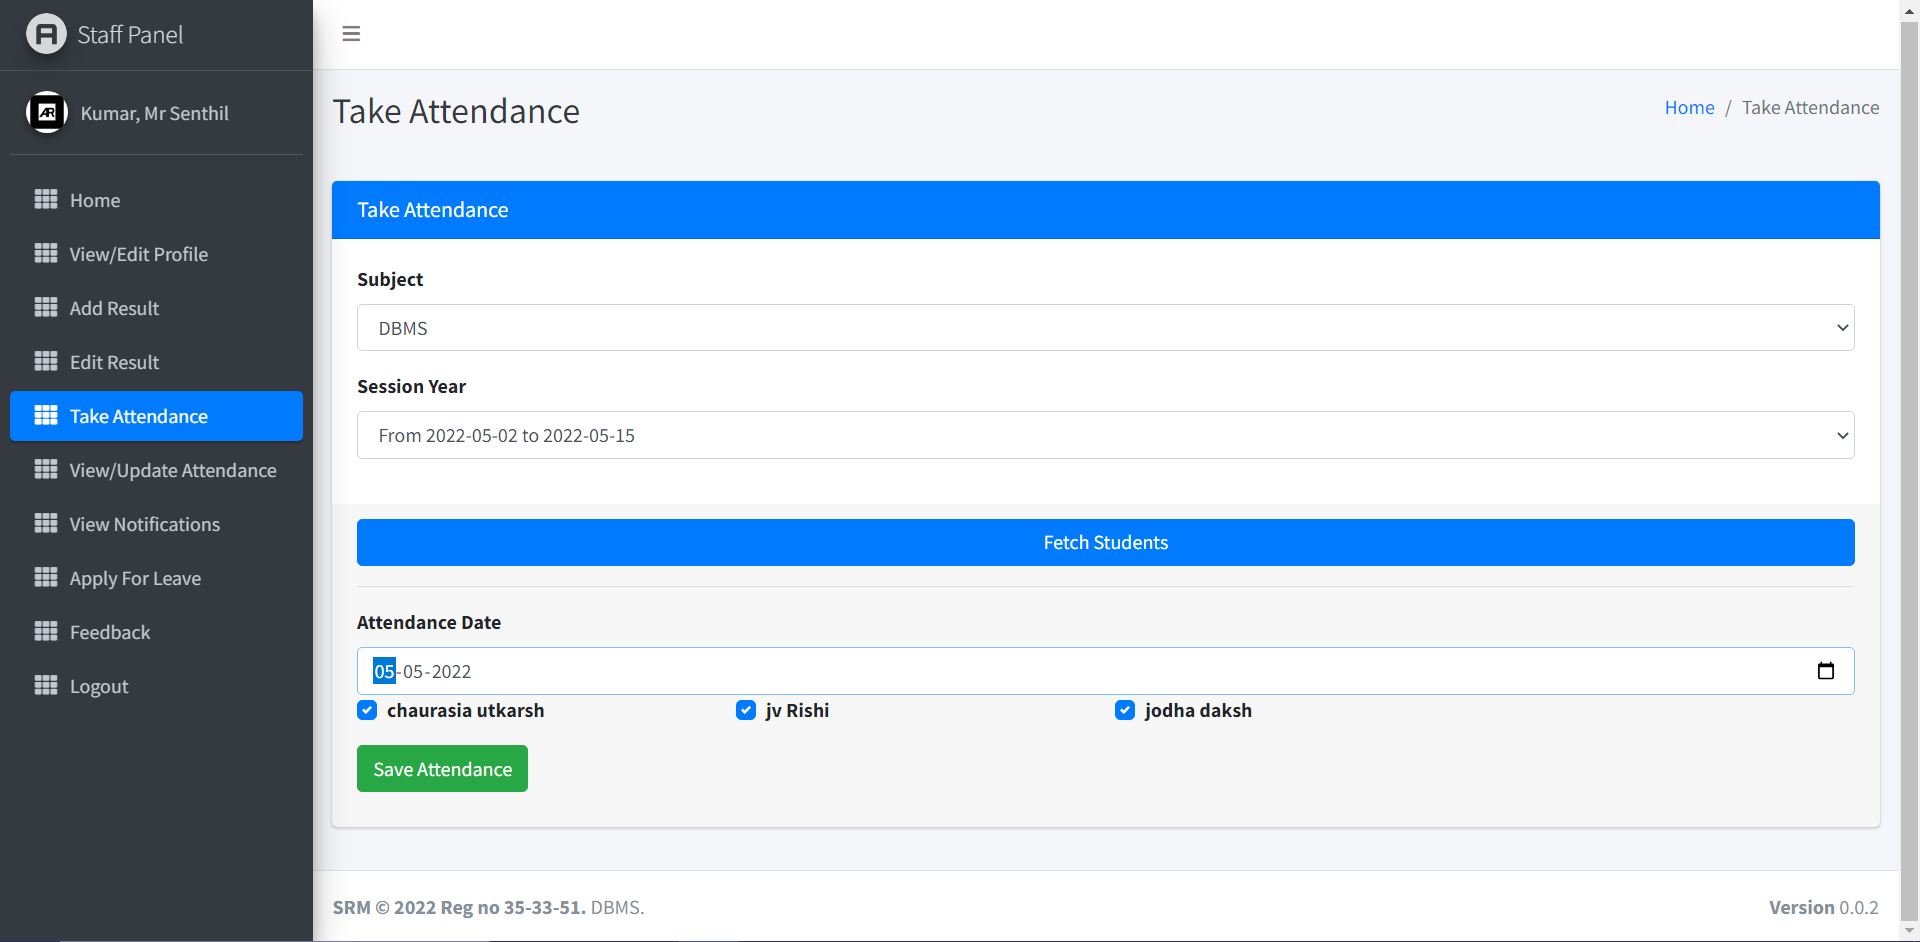 Staff Panel
Kumar, Mr Senthil
Home
View/Edit Profile
Add Result
Edit Result
Take Attendance
View/Update Attendance
View Notifications
Apply For Leave
Feedback
Logout
Take Attendance
Home / Take Attendance
Take Attendance
Subject
DBMS
Session Year
From 2022-05-02 to 2022-05-15
Fetch Students
Attendance Date
05-05-2022
chaurasia utkarsh jv Rishi jodha daksh
Save Attendance
SRM © 2022 Reg no 35-33-51. DBMS.
Version 0.0.2